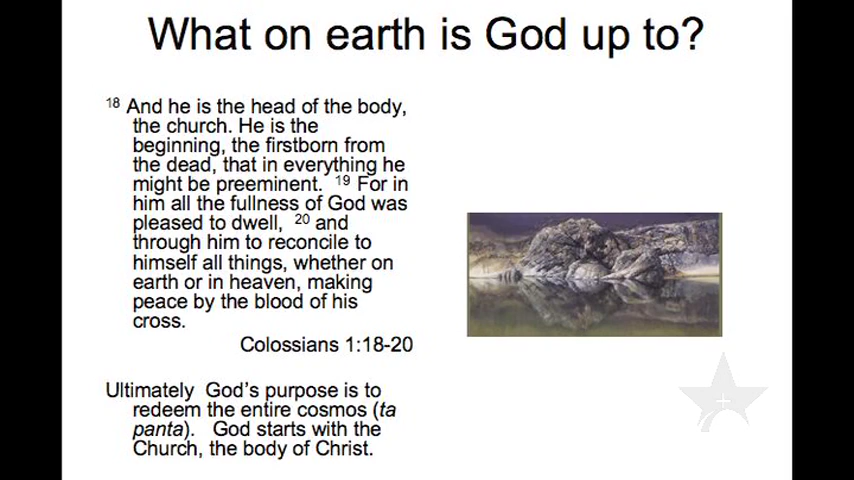 What on earth is God up to?
18 And he is the head of the body,
the church. He is the
beginning, the firstborn from
the dead, that in everything he
might be preeminent. 19 For in
him all the fullness of God was
pleased to dwell, 20 and
through him to reconcile to
himself all things, whether on
earth or in heaven, making
peace by the blood of his
cross.
Colossians 1:18-20
Ultimately God's purpose is to
redeem the entire cosmos (ta
panta). God starts with the
Church, the body of Christ.